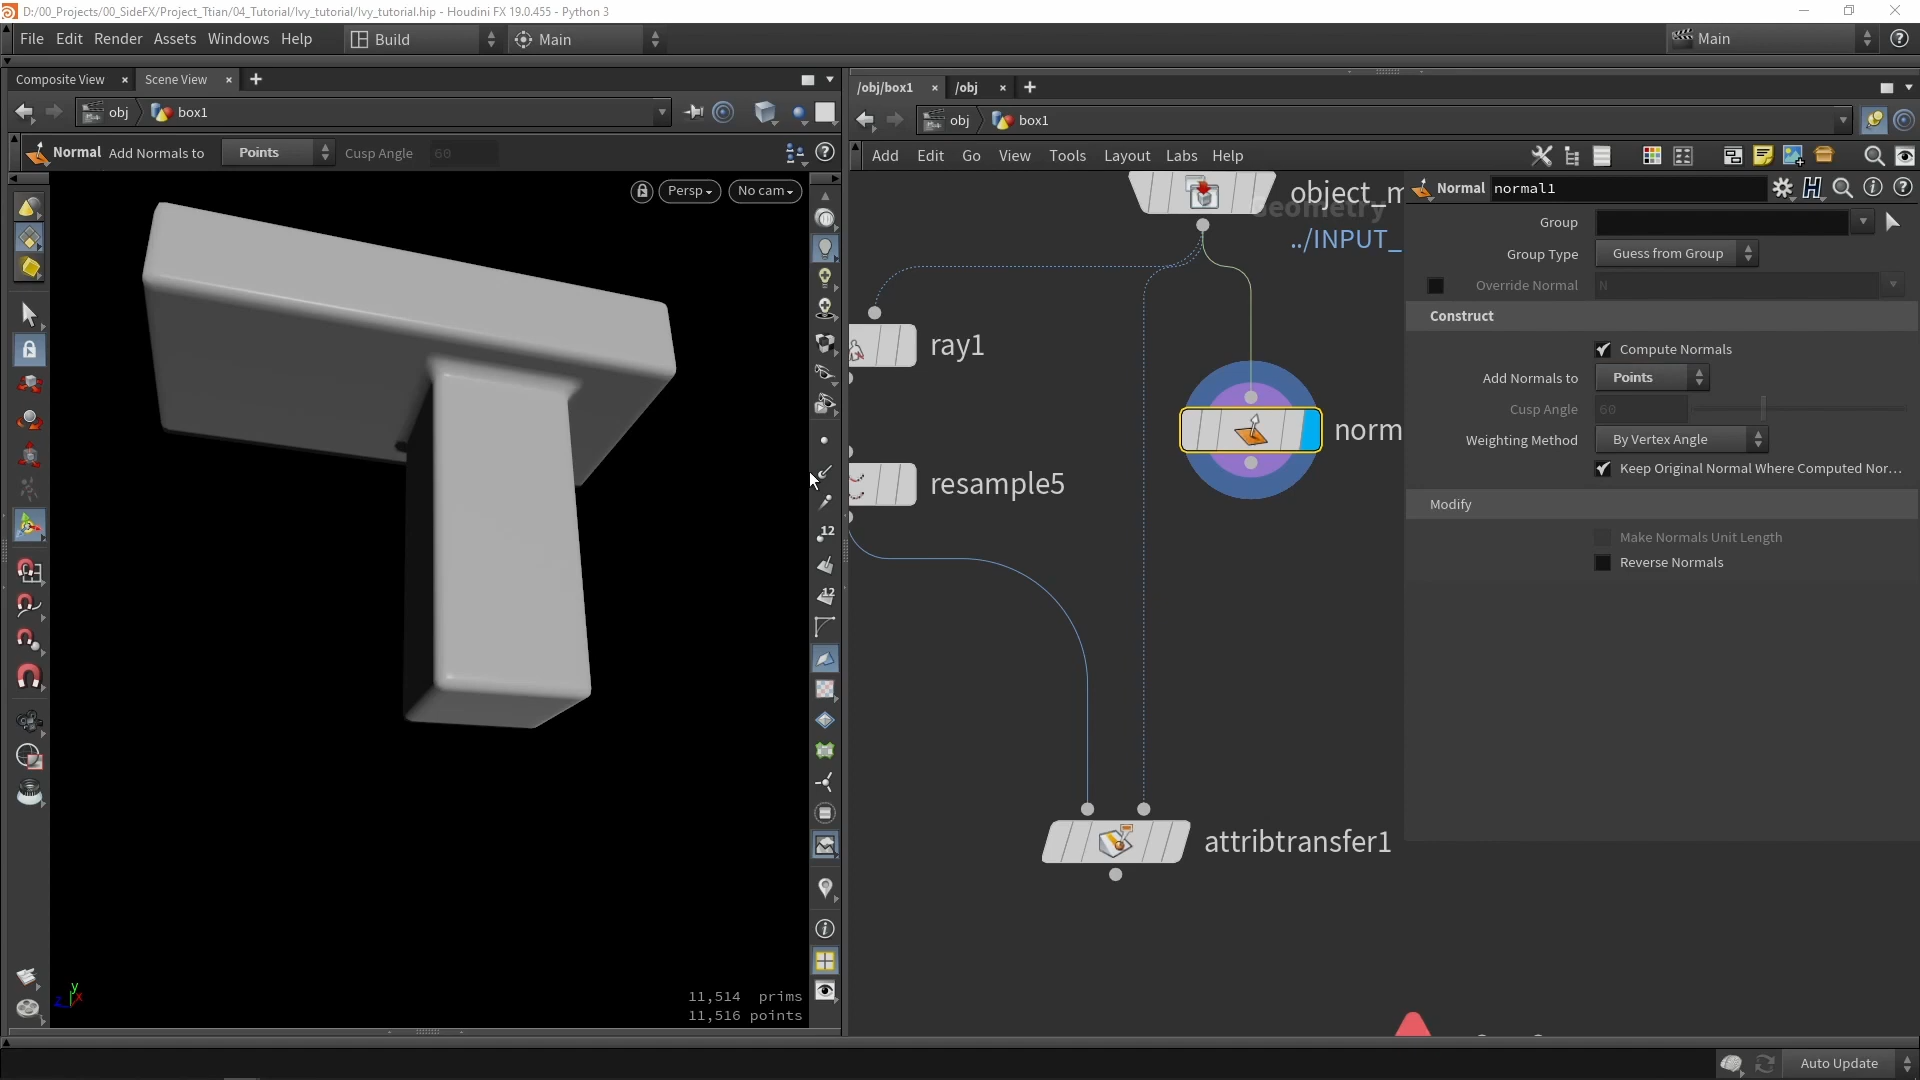 D:/00_Projects/00_SideFX/Project_Ttian/04_Tutorial/Ivy_tutorial/Ivy_tutorial.hip - Houdini FX 19.0.455 - Python 3
File Edit Render Assets Windows Help Build Main Main
Composite View Scene View
obj box1
Normal Add Normals to Points Cusp Angle 60
Persp No cam
12
12
y
z x
11,514 prims
11,516 points
/obj/box1 /obj
obj box1
Add Edit Go View Tools Layout Labs Help
object_m
Geometry
../INPUT_
ray1
norm
resample5
attribtransfer1
Normal normal1
Group
Group Type Guess from Group
Override Normal N
Construct
Compute Normals
Add Normals to Points
Cusp Angle 60
Weighting Method By Vertex Angle
Keep Original Normal Where Computed Nor...
Modify
Make Normals Unit Length
Reverse Normals
Auto Update